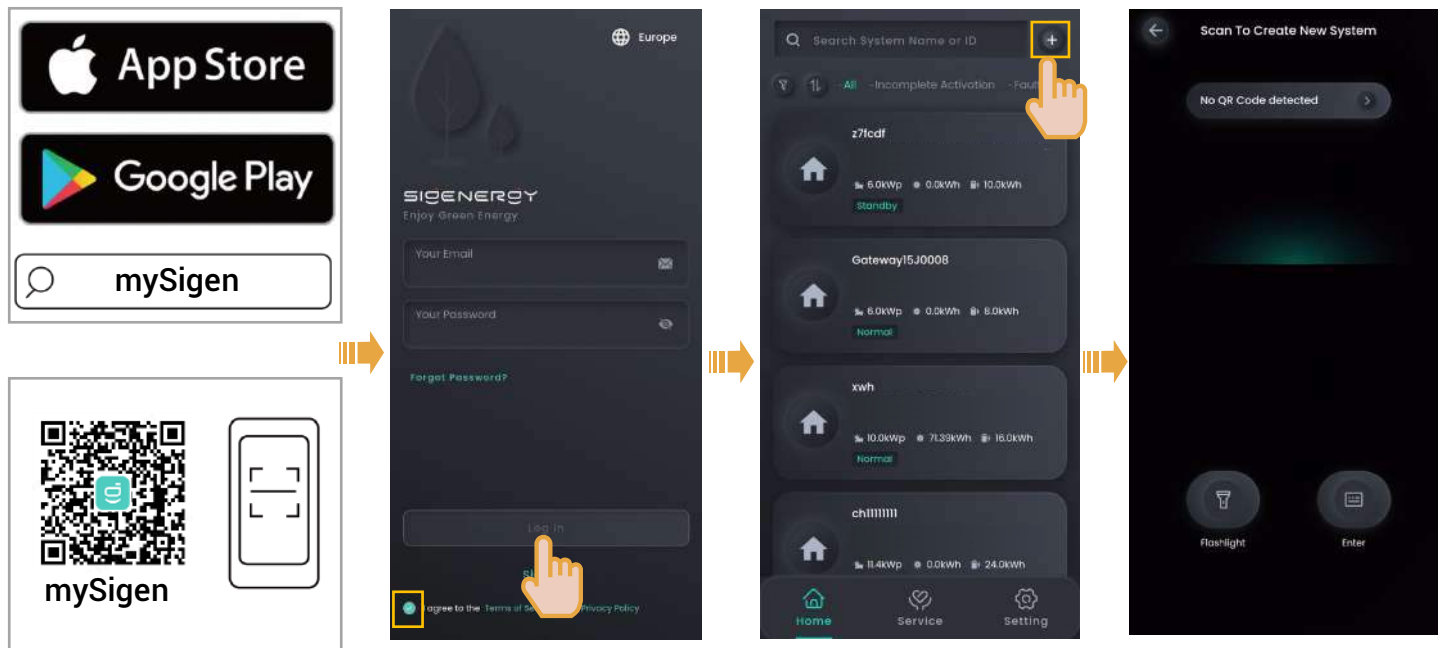 App Store
Google Play
mySigen
mySigen
Europe
SIGENERGY
Enjoy Green Energy
Your Email
Your Password
Forgot Password?
Log in
I agree to the Terms of Privacy Policy
Search System Name or ID
All -Incomplete Activation -Fault
z7fcdf
6.0kWp 0.0kWh 10.0kWh
Standby
Gateway15J0008
6.0kWp 0.0kWh 8.0kWh
Normal
xwh
10.0kWp 71.39kWh 16.0kWh
Normal
ch11111111
11.4kWp 0.0kWh 24.0kWh
Home Service Setting
Scan To Create New System
No QR Code detected
Flashlight Enter